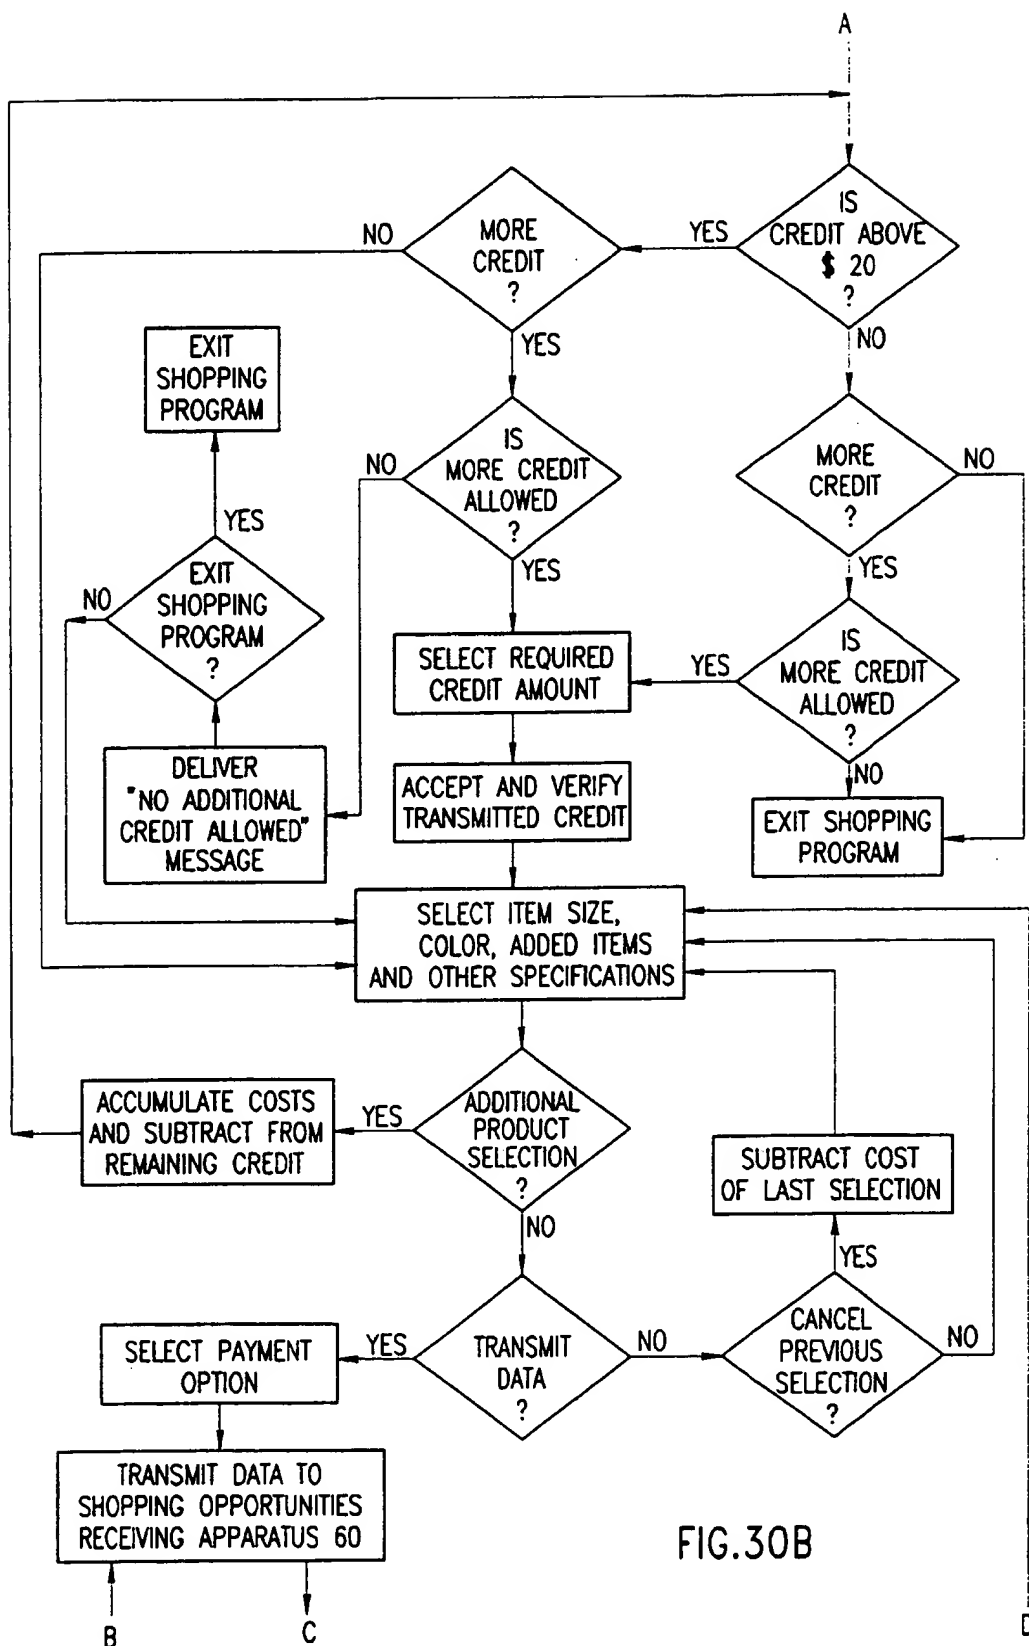 A
IS
CREDIT ABOVE
$ 20
?
YES
NO
MORE
CREDIT
?
NO
YES
EXIT
SHOPPING
PROGRAM
YES
IS
MORE CREDIT
ALLOWED
?
NO
YES
MORE
CREDIT
?
NO
YES
EXIT
SHOPPING
PROGRAM
?
NO
SELECT REQUIRED
CREDIT AMOUNT
YES
IS
MORE CREDIT
ALLOWED
?
NO
DELIVER
"NO ADDITIONAL
CREDIT ALLOWED"
MESSAGE
ACCEPT AND VERIFY
TRANSMITTED CREDIT
EXIT SHOPPING
PROGRAM
SELECT ITEM SIZE,
COLOR, ADDED ITEMS
AND OTHER SPECIFICATIONS
ACCUMULATE COSTS
AND SUBTRACT FROM
REMAINING CREDIT
YES
ADDITIONAL
PRODUCT
SELECTION
?
NO
SUBTRACT COST
OF LAST SELECTION
YES
SELECT PAYMENT
OPTION
YES
TRANSMIT
DATA
?
NO
CANCEL
PREVIOUS
SELECTION
?
NO
TRANSMIT DATA TO
SHOPPING OPPORTUNITIES
RECEIVING APPARATUS 60
FIG.30B
B
C
D